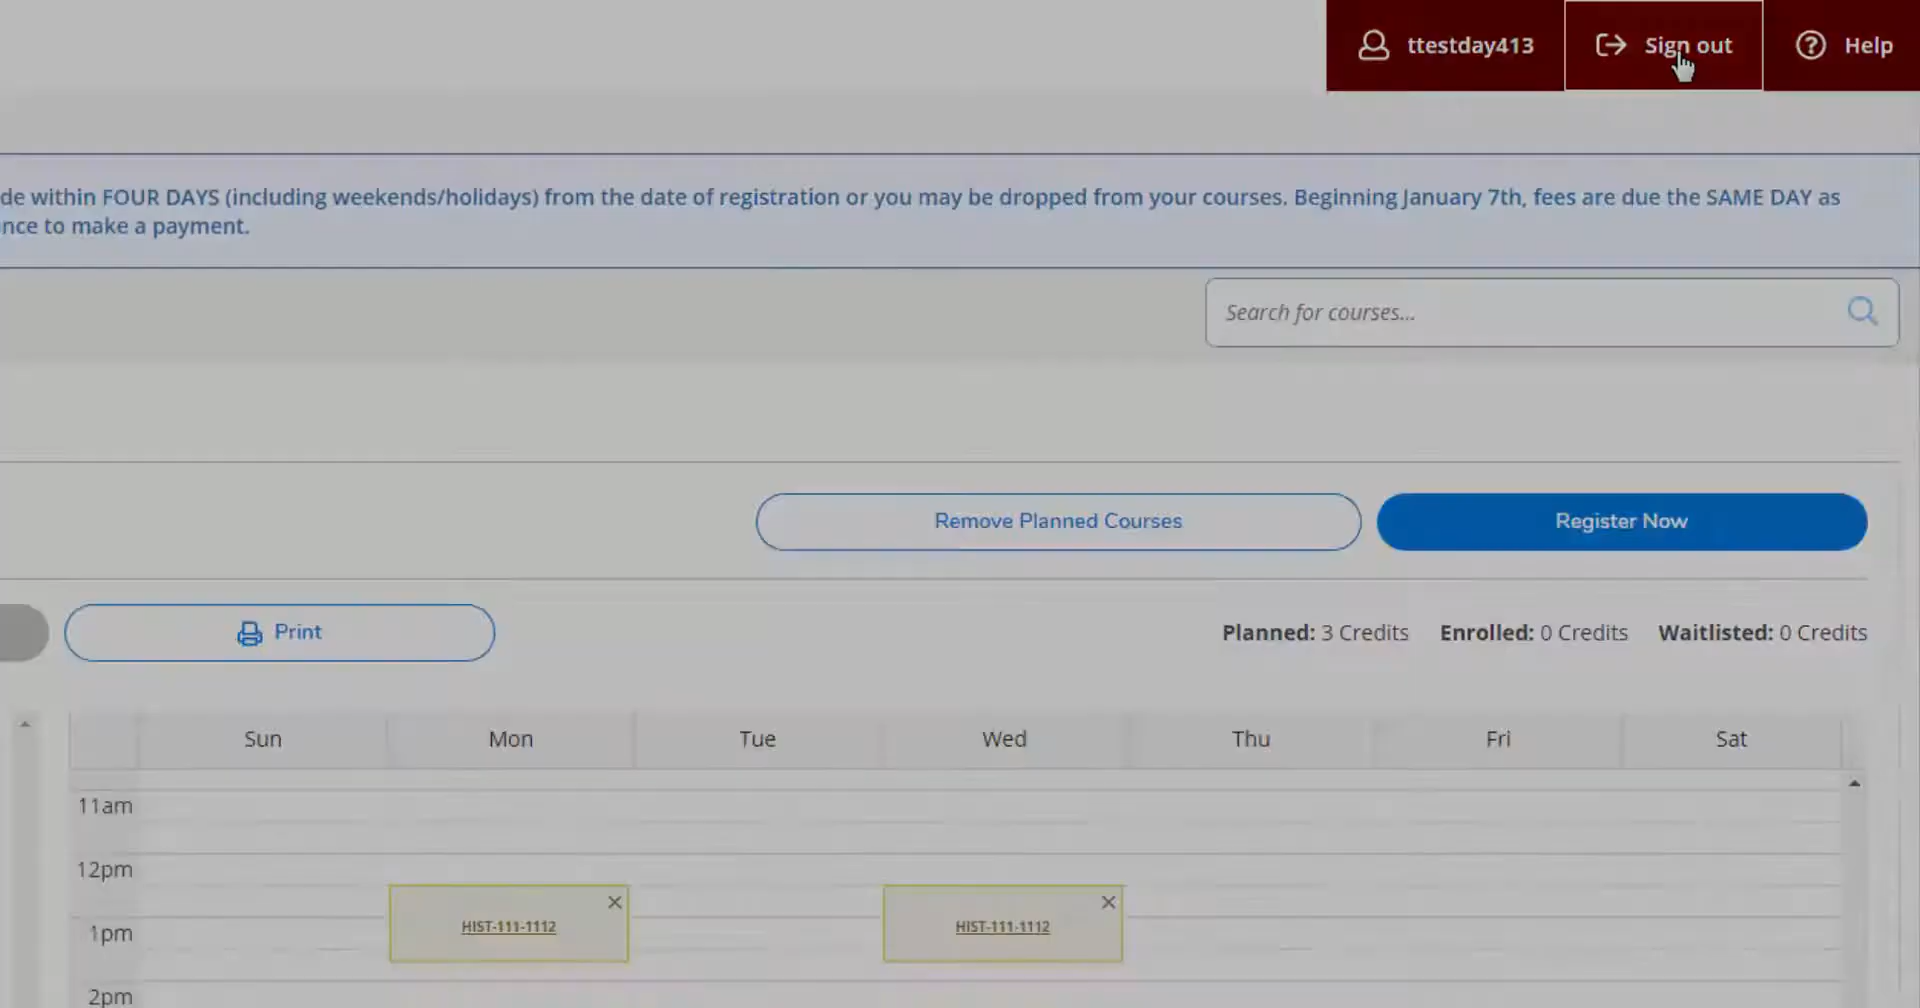 ttestday413 Sign out Help
de within FOUR DAYS (including weekends/holidays) from the date of registration or you may be dropped from your courses. Beginning January 7th, fees are due the SAME DAY as
nce to make a payment.
Search for courses...
Remove Planned Courses Register Now
Print Planned: 3 Credits Enrolled: 0 Credits Waitlisted: 0 Credits
Sun Mon Tue Wed Thu Fri Sat
11am
12pm
HIST-111-1112 HIST-111-1112
1pm
2pm